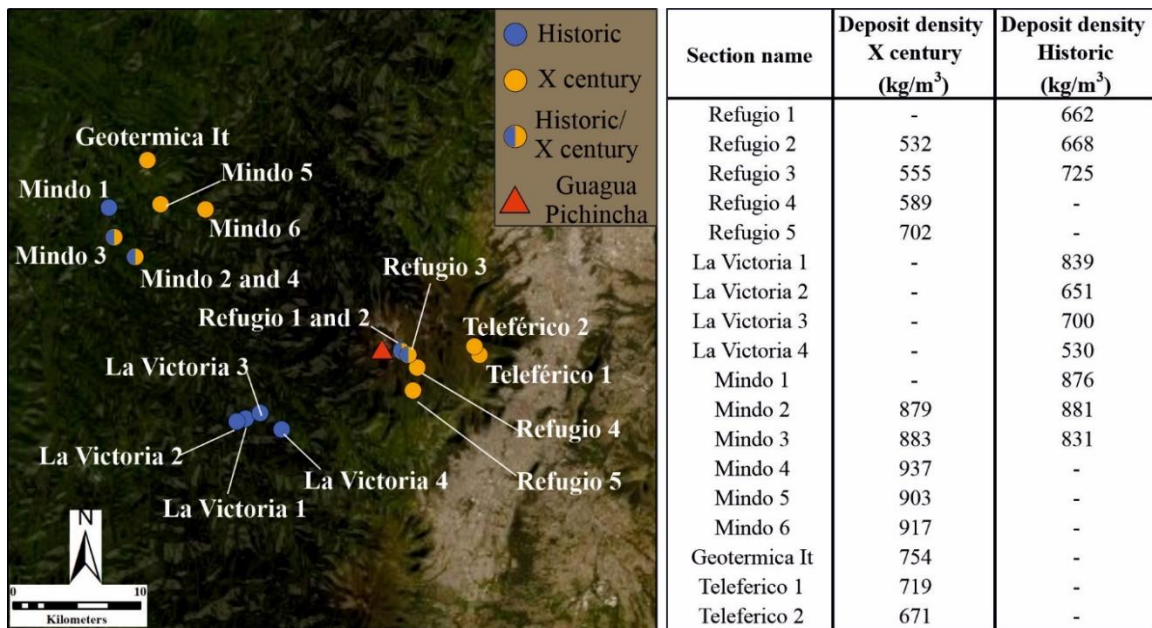 Historic
X century
Historic/
X century
Guagua
Pichincha
Geotermica It
Mindo 5
Mindo 1
Mindo 6
Mindo 3
Mindo 2 and 4
Refugio 3
Refugio 1 and 2
Teleférico 2
La Victoria 3
Teleférico 1
Refugio 4
La Victoria 2
La Victoria 4
Refugio 5
La Victoria 1
N
0 10
Kilometers
Section name Deposit density X century (kg/m³) Deposit density Historic (kg/m³)
Refugio 1 - 662
Refugio 2 532 668
Refugio 3 555 725
Refugio 4 589 -
Refugio 5 702 -
La Victoria 1 - 839
La Victoria 2 - 651
La Victoria 3 - 700
La Victoria 4 - 530
Mindo 1 - 876
Mindo 2 879 881
Mindo 3 883 831
Mindo 4 937 -
Mindo 5 903 -
Mindo 6 917 -
Geotermica It 754 -
Teleferico 1 719 -
Teleferico 2 671 -